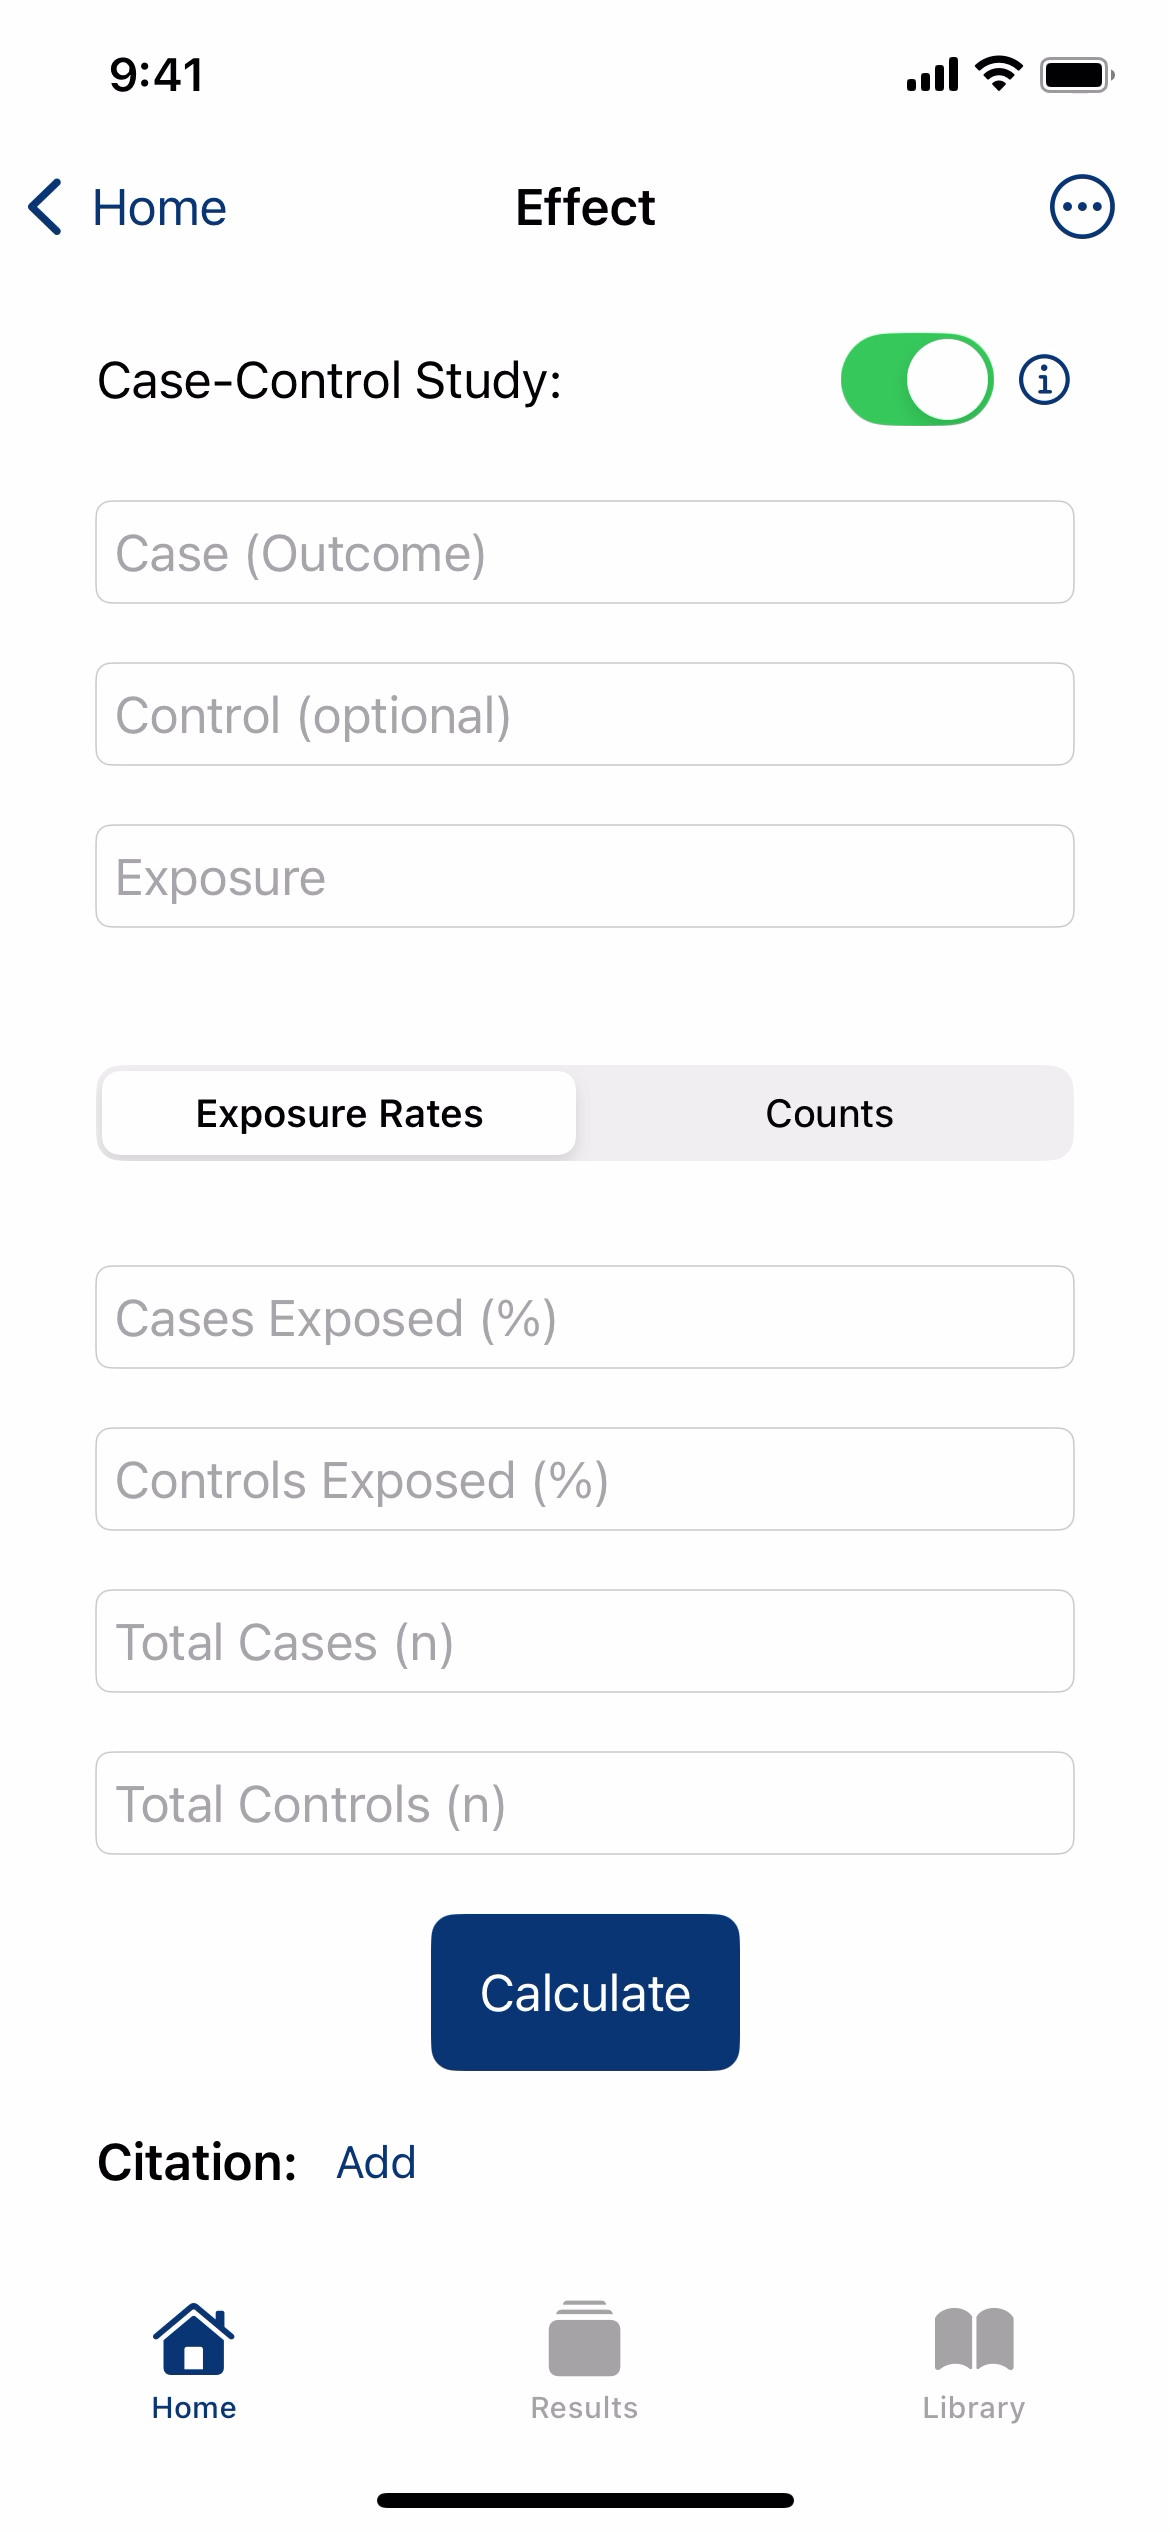 9:41
Home
Effect
Case-Control Study:
Case (Outcome)
Control (optional)
Exposure
Exposure Rates
Counts
Cases Exposed (%)
Controls Exposed (%)
Total Cases (n)
Total Controls (n)
Calculate
Citation: Add
Home
Results
Library